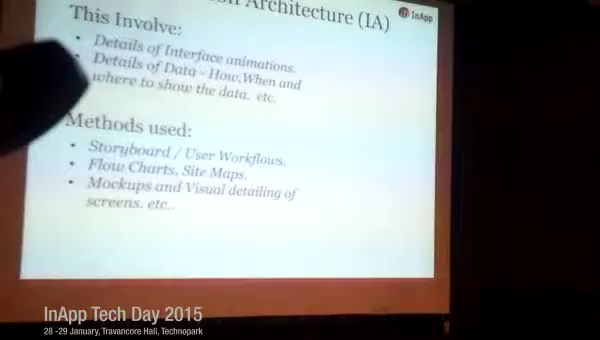 Architecture (IA)
InApp
This Involve:
• Details of Interface animations.
• Details of Data - How,When and
where to show the data. etc.
Methods used:
• Storyboard / User Workflows.
• Flow Charts, Site Maps.
• Mockups and Visual detailing of
screens. etc..
InApp Tech Day 2015
28 -29 January, Travancore Hall, Technopark